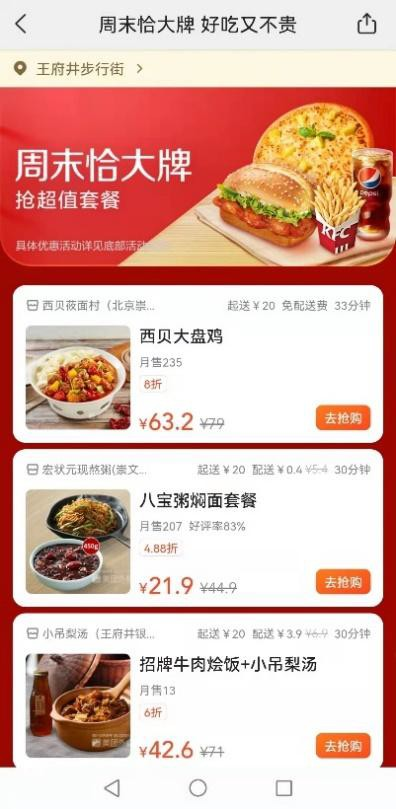 周末恰大牌 好吃又不贵
王府井步行街
周末恰大牌
抢超值套餐
具体优惠活动详见底部活动
pepsi
KFC
西贝莜面村（北京崇...
起送￥20 免配送费 33分钟
西贝大盘鸡
月售235
8折
￥63.2 ￥79
去抢购
宏状元现熬粥(崇文...
起送￥20 配送￥0.4 ￥5.4 30分钟
八宝粥焖面套餐
月售207 好评率83%
450g
4.88折
￥21.9 ￥44.9
去抢购
小吊梨汤（王府井银...
起送￥20 配送￥3.9 ￥6.9 30分钟
招牌牛肉烩饭+小吊梨汤
月售13
6折
￥42.6 ￥71
去抢购